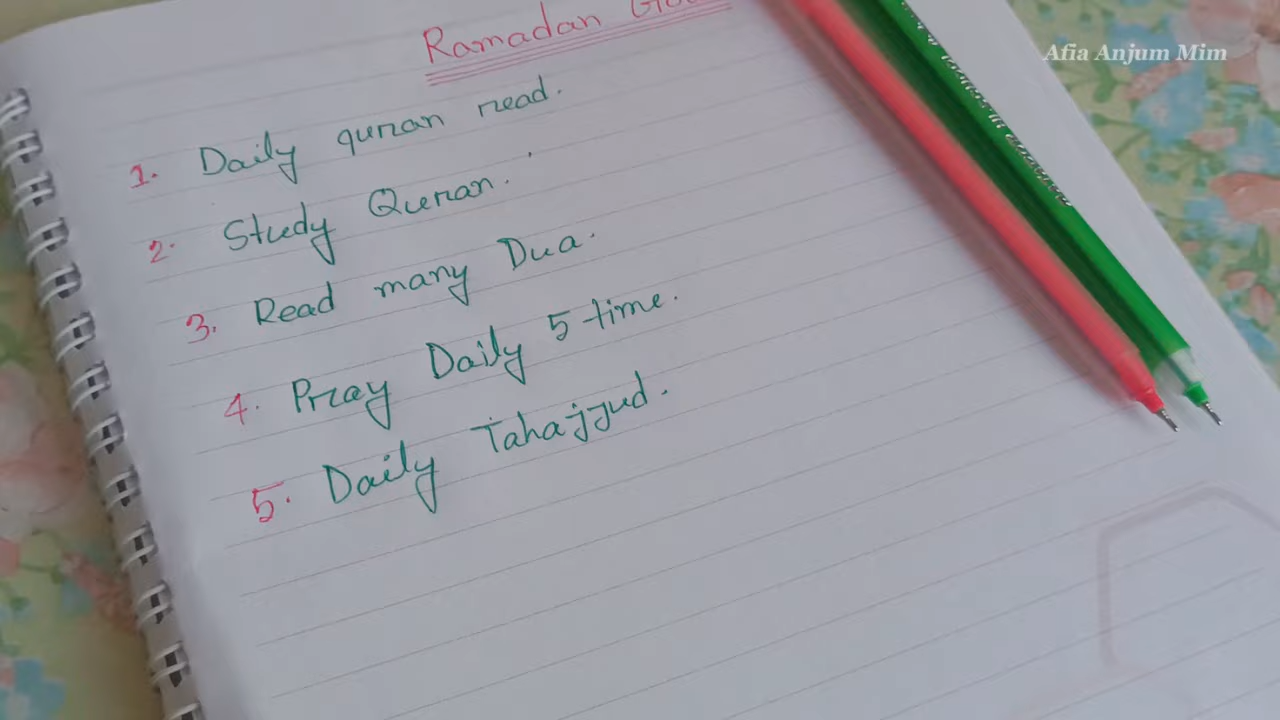 Ramadan
Afia Anjum Mim
1. Daily quran read.
2. Study Quran.
3. Read many Dua.
4. Pray Daily 5 time.
5. Daily Tahajjud.